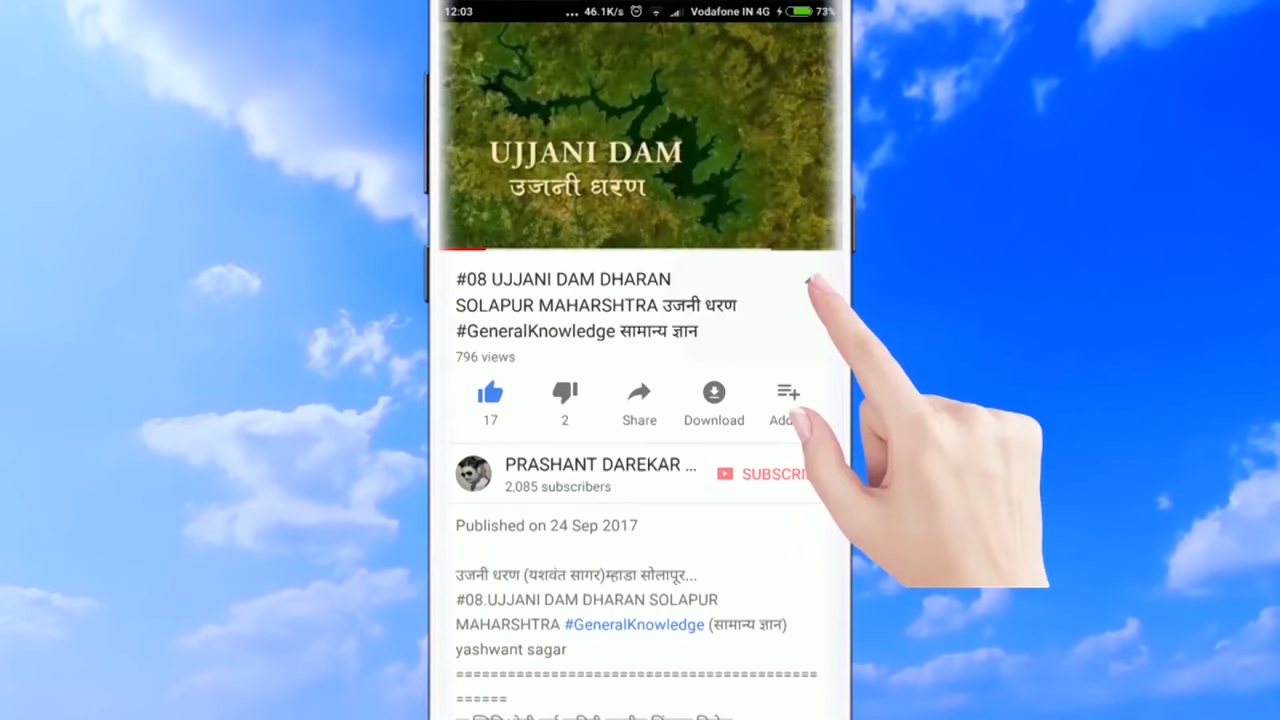 12:03 ... 46.1K/s Vodafone IN 4G 73%
UJJANI DAM
उजनी धरण
#08 UJJANI DAM DHARAN
SOLAPUR MAHARSHTRA उजनी धरण
#GeneralKnowledge सामान्य ज्ञान
796 views
17 2 Share Download Add
PRASHANT DAREKAR ... SUBSCRI
2,085 subscribers
Published on 24 Sep 2017
उजनी धरण (यशवंत सागर)म्हाडा सोलापूर...
#08.UJJANI DAM DHARAN SOLAPUR
MAHARSHTRA #GeneralKnowledge (सामान्य ज्ञान)
yashwant sagar
=========================================
======